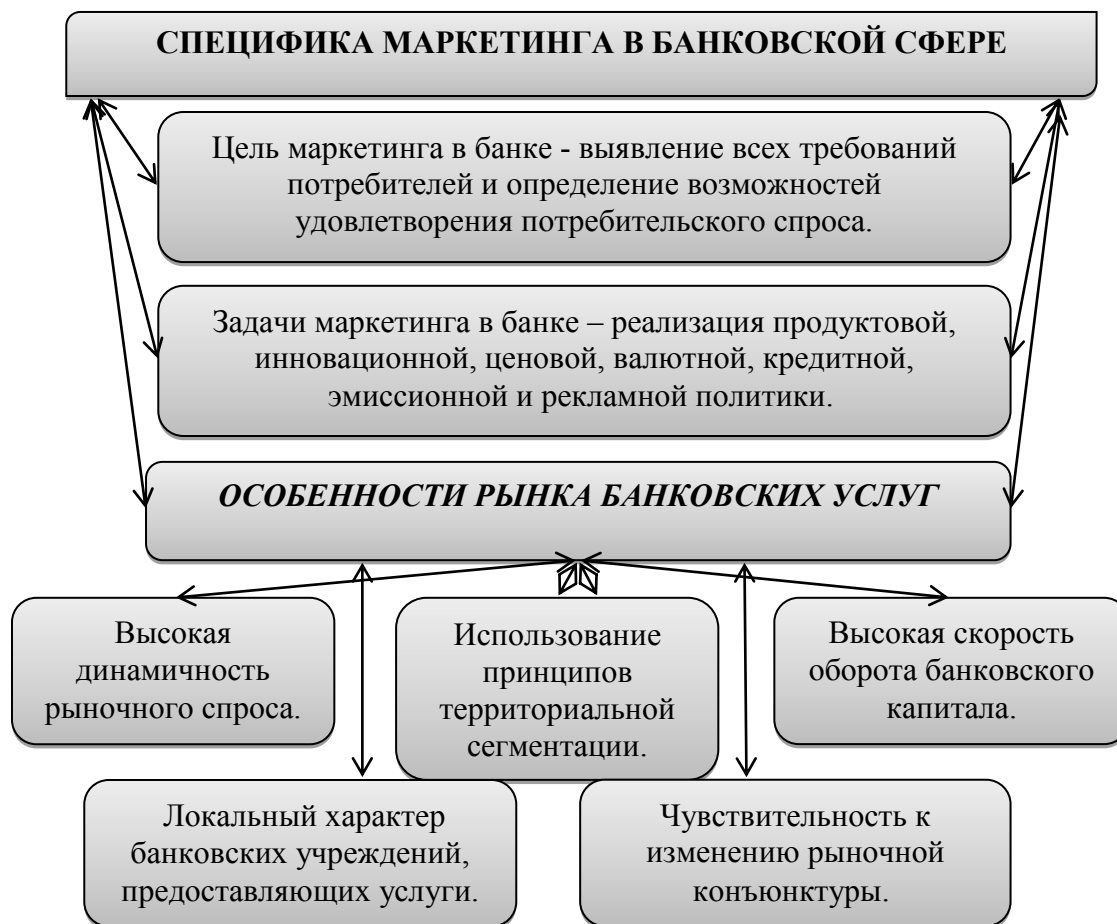 СПЕЦИФИКА МАРКЕТИНГА В БАНКОВСКОЙ СФЕРЕ
Цель маркетинга в банке - выявление всех требований
потребителей и определение возможностей
удовлетворения потребительского спроса.
Задачи маркетинга в банке – реализация продуктовой,
инновационной, ценовой, валютной, кредитной,
эмиссионной и рекламной политики.
ОСОБЕННОСТИ РЫНКА БАНКОВСКИХ УСЛУГ
Высокая
динамичность
рыночного спроса.
Использование
принципов
территориальной
сегментации.
Высокая скорость
оборота банковского
капитала.
Локальный характер
банковских учреждений,
предоставляющих услуги.
Чувствительность к
изменению рыночной
конъюнктуры.